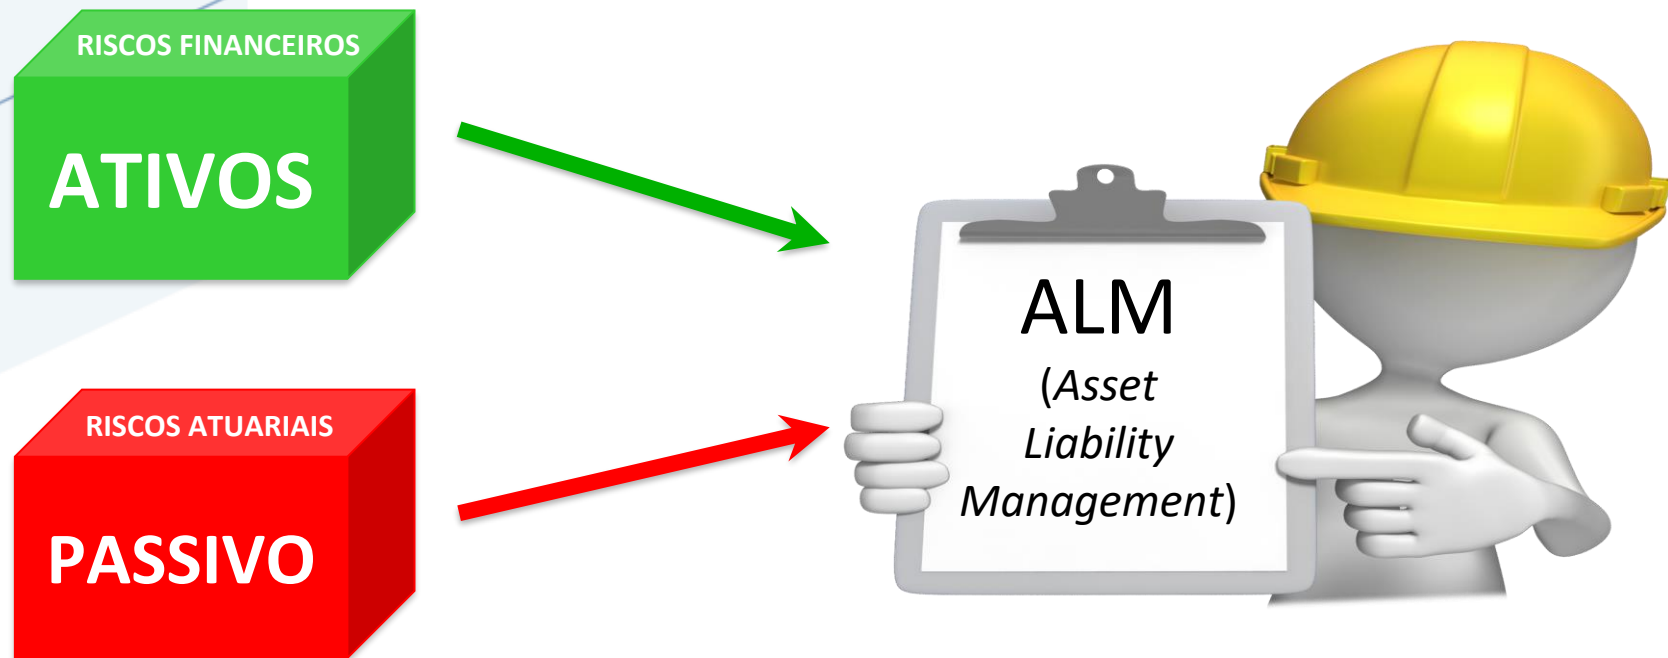 RISCOS FINANCEIROS
ATIVOS
RISCOS ATUARIAIS
PASSIVO
ALM
(Asset
Liability
Management)